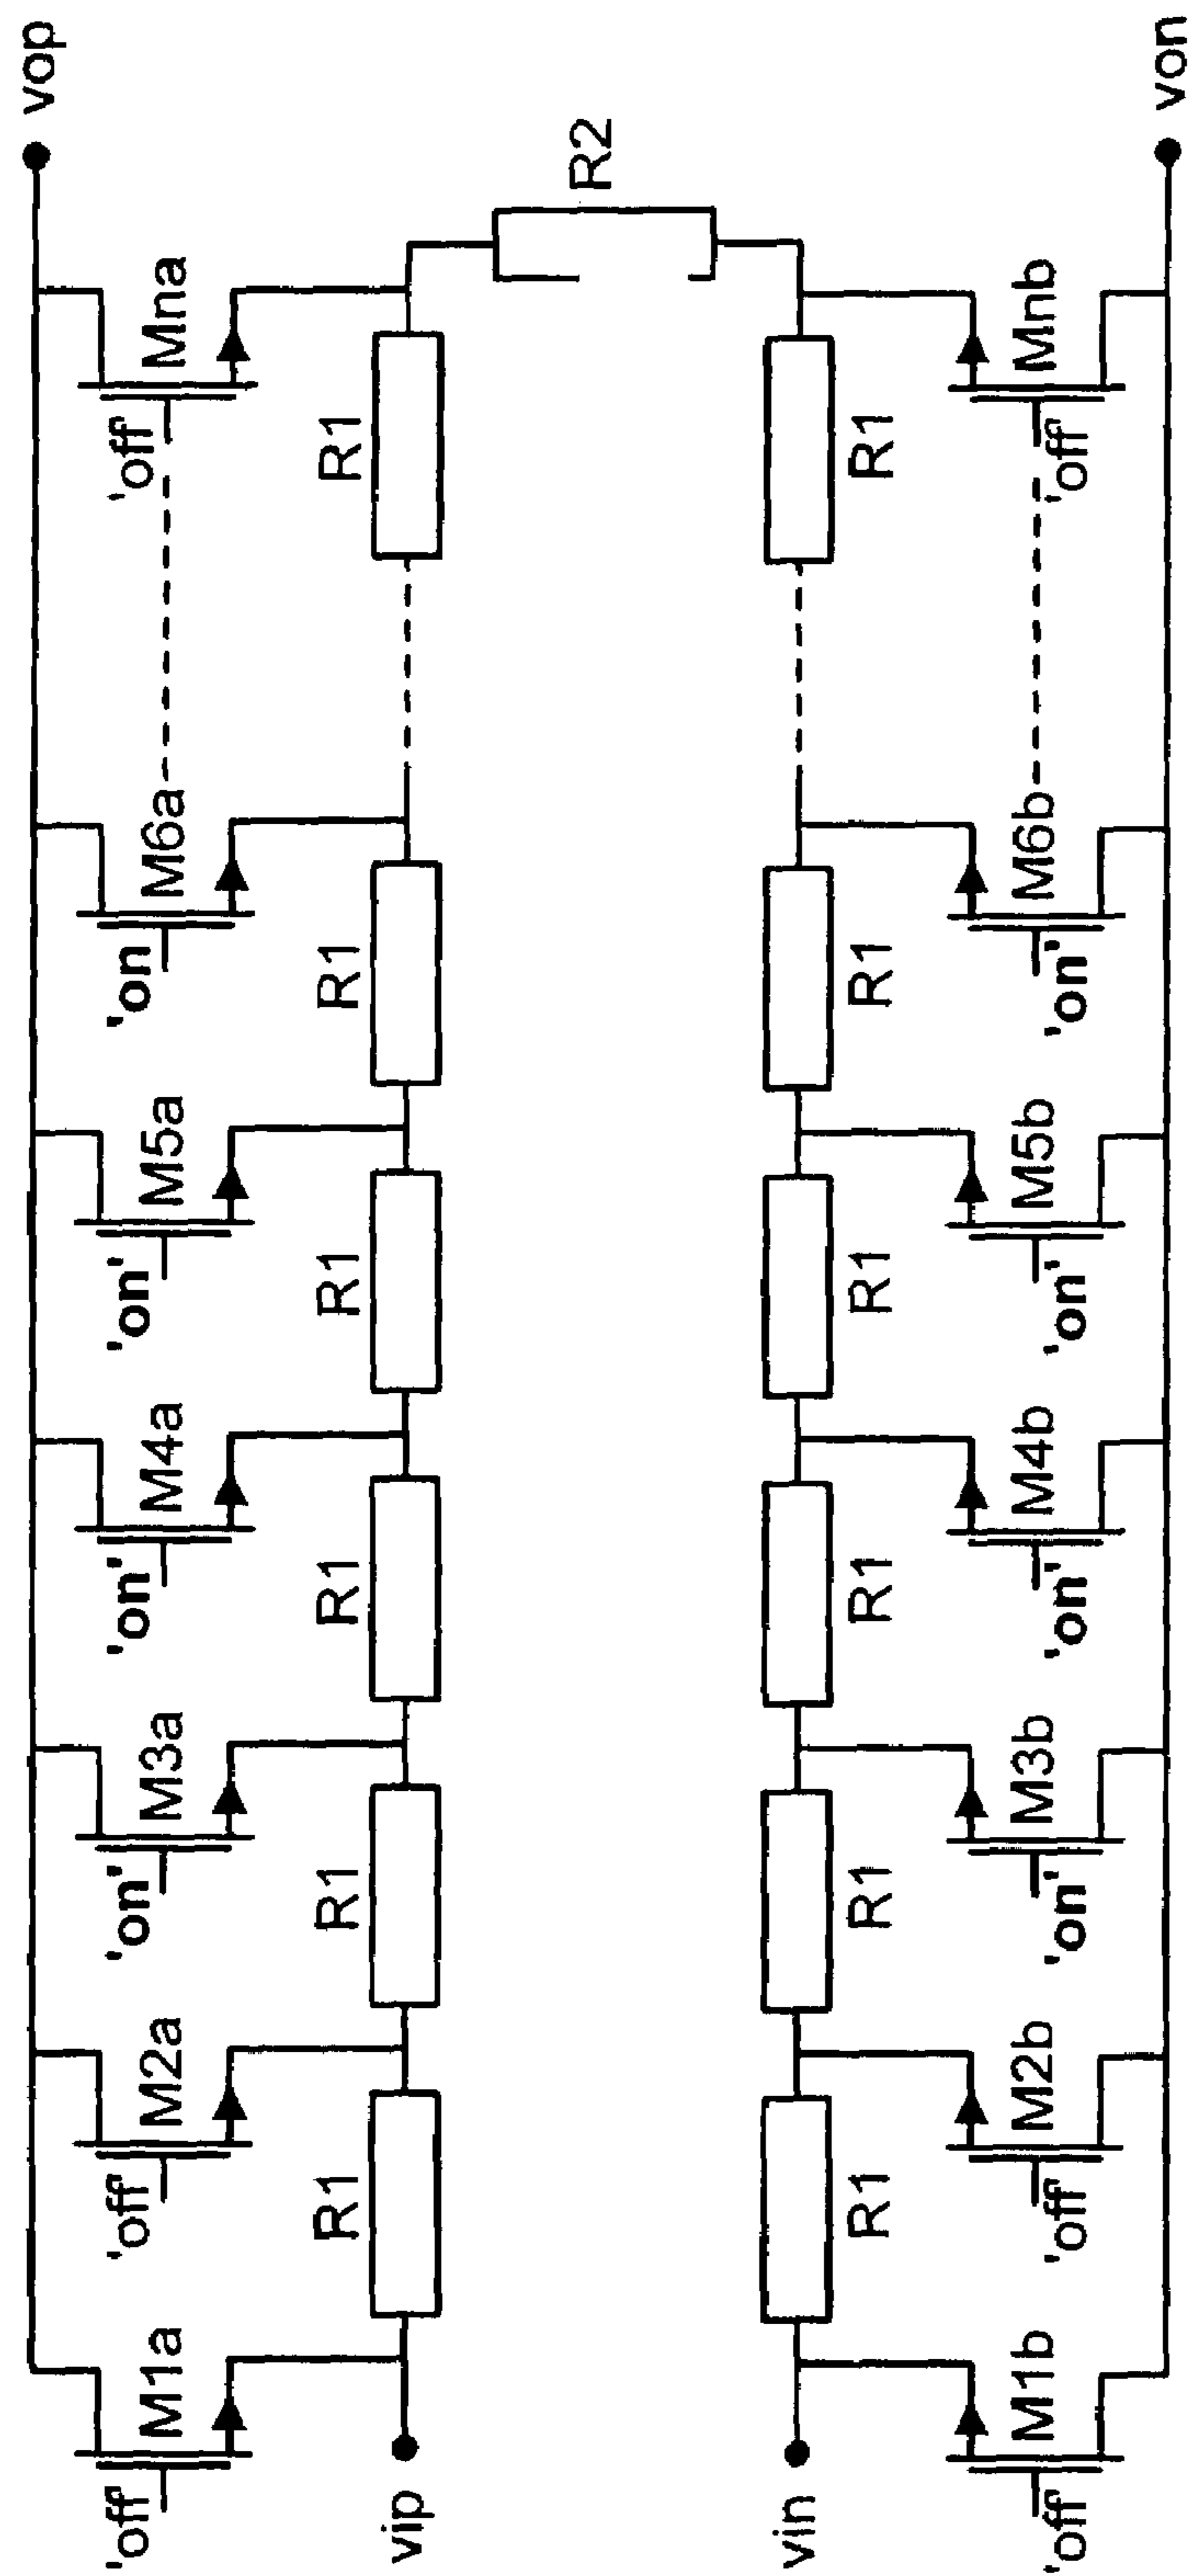 vop
'off' 'off' 'on' 'on' 'on' 'on 'off'
M1a M2a M3a M4a M5a M6a Mna
R1 R1 R1 R1 R1 R1
vip
R2
vin
R1 R1 R1 R1 R1 R1
M1b M2b M3b M4b M5b M6b Mnb
'off' 'off' 'on' 'on' 'on' 'on' 'off'
von